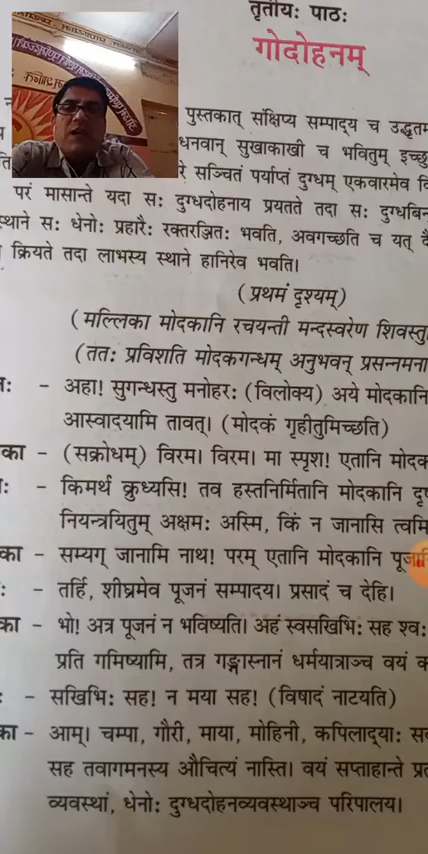 तृतीयः पाठः
गोदोहनम्
पुस्तकात् संक्षिप्य सम्पाद्य च उद्धृतम
धनवान् सुखाकाङ्क्षी च भवितुम् इच्छु
रे सञ्चितं पर्याप्तं दुग्धम् एकवारमेव वि
परं मासान्ते यदा सः दुग्धदोहनाय प्रयतते तदा सः दुग्धबिन
स्थाने सः धेनोः प्रहारैः रक्तरञ्जितः भवति, अवगच्छति च यत् दै
क्रियते तदा लाभस्य स्थाने हानिरेव भवति।
(प्रथमं दृश्यम्)
(मल्लिका मोदकानि रचयन्ती मन्दस्वरेण शिवस्तु
(ततः प्रविशति मोदकगन्धम् अनुभवन् प्रसन्नमना
नः - अहा! सुगन्धस्तु मनोहरः (विलोक्य) अये मोदकानि
आस्वादयामि तावत्। (मोदकं गृहीतुमिच्छति)
का - (सक्रोधम्) विरम। विरम। मा स्पृश! एतानि मोदक
ः - किमर्थं क्रुध्यसि! तव हस्तनिर्मितानि मोदकानि दृष
नियन्त्रयितुम् अक्षमः अस्मि, किं न जानासि त्वमि
का - सम्यग् जानामि नाथ! परम् एतानि मोदकानि पूजानि
ः - तर्हि, शीघ्रमेव पूजनं सम्पादय। प्रसादं च देहि।
का - भो! अत्र पूजनं न भविष्यति। अहं स्वसखिभिः सह श्वः
प्रति गमिष्यामि, तत्र गङ्गास्नानं धर्मयात्राञ्च वयं क
ः - सखिभिः सह! न मया सह! (विषादं नाटयति)
का - आम्। चम्पा, गौरी, माया, मोहिनी, कपिलाद्याः सव
सह तवागमनस्य औचित्यं नास्ति। वयं सप्ताहान्ते प्रत
व्यवस्थां, धेनोः दुग्धदोहनव्यवस्थाञ्च परिपालय।